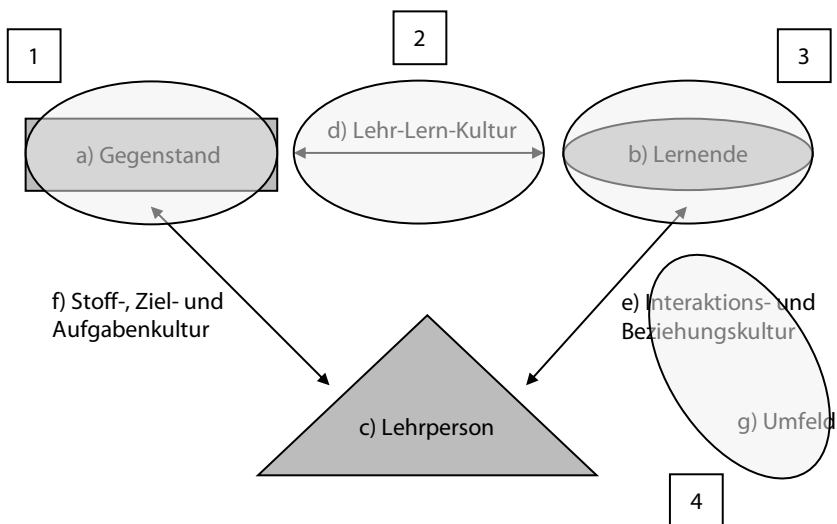 1
2
3
a) Gegenstand
d) Lehr-Lern-Kultur
b) Lernende
f) Stoff-, Ziel- und
Aufgabenkultur
e) Interaktions- und
Beziehungskultur
c) Lehrperson
g) Umfeld
4